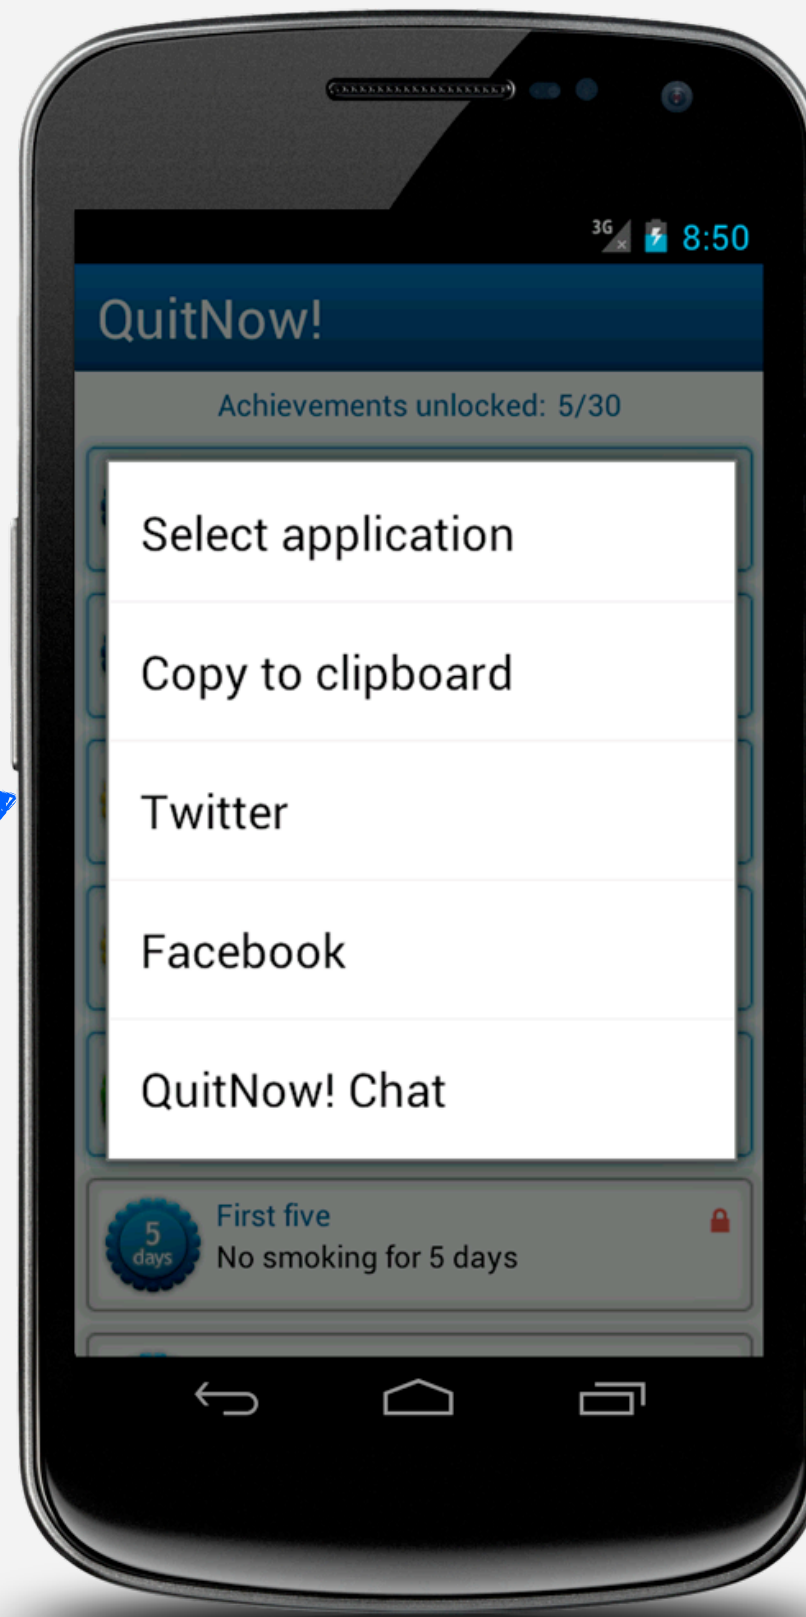 3G
8:50
QuitNow!
Achievements unlocked: 5/30
Select application
Copy to clipboard
Twitter
Facebook
QuitNow! Chat
5
days
First five
No smoking for 5 days